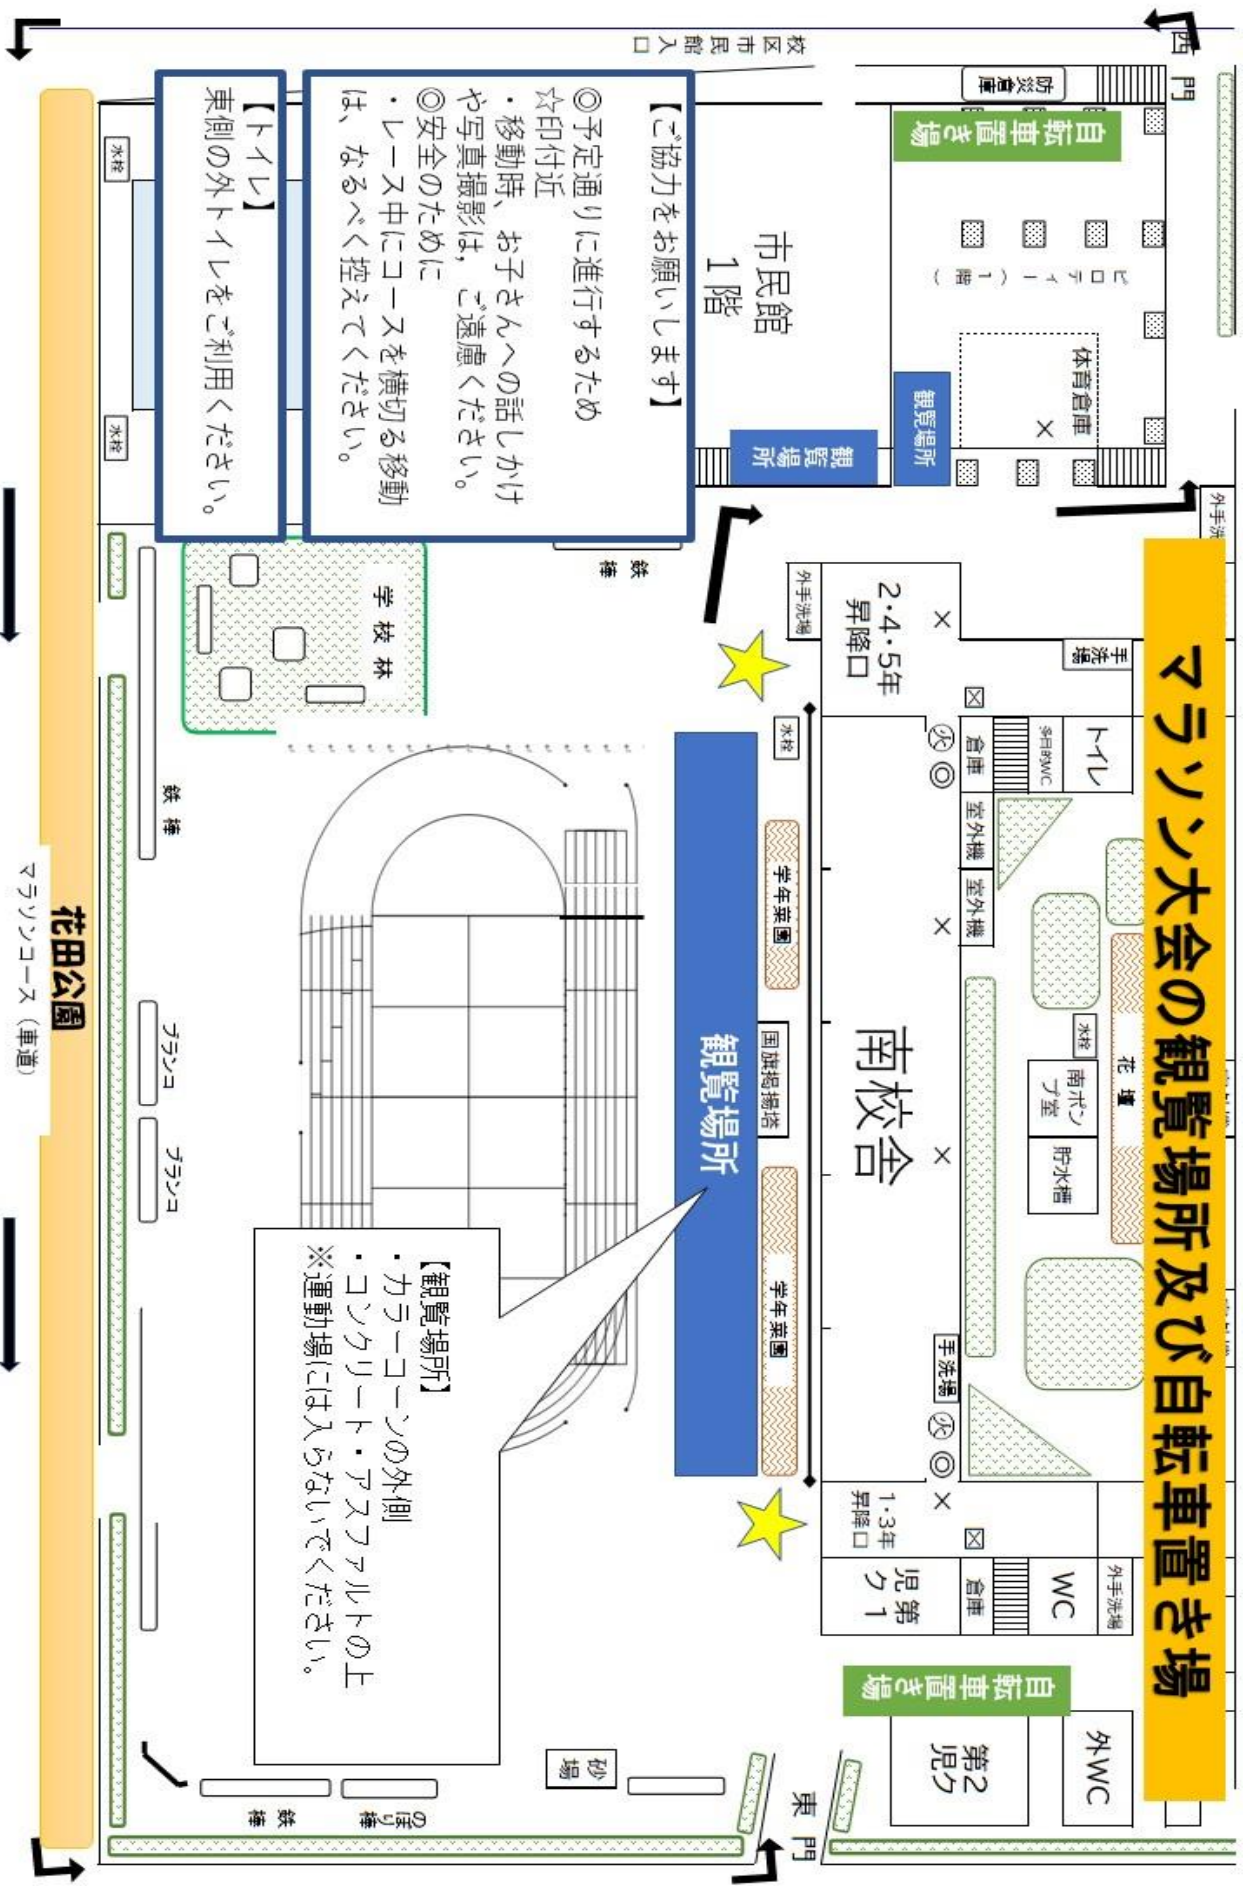 マラソン大会の観覧場所及び自転車置き場
西門
校区市民館入口
防災倉庫
自転車置き場
ピロティー(1階)
体育倉庫
観覧場所
観覧場所
市民館
1階
【ご協力をお願いします】
◎予定通りに進行するため
☆印付近
・移動時、お子さんへの話しかけ
や写真撮影は,ご遠慮ください。
◎安全のために
・レース中にコースを横切る移動
は、なるべく控えてください。
【トイレ】
東側の外トイレをご利用ください。
水栓
水栓
外手洗
外手洗場
2・4・5年
昇降口
手洗場
トイレ
多目的WC
倉庫
火
室外機
室外機
花壇
水栓
南ポン
プ室
貯水槽
南校舎
水栓
学年菜園
国旗掲揚塔
学年菜園
観覧場所
手洗場
火
1・3年
昇降口
第1
児ク
倉庫
WC
外手洗場
自転車置き場
第2
児ク
外WC
東門
鉄棒
学校林
鉄棒
ブランコ
ブランコ
【観覧場所】
・カラーコーンの外側
・コンクリート・アスファルトの上
※運動場には入らないでください。
砂場
のぼり棒
鉄棒
花田公園
マラソンコース(車道)